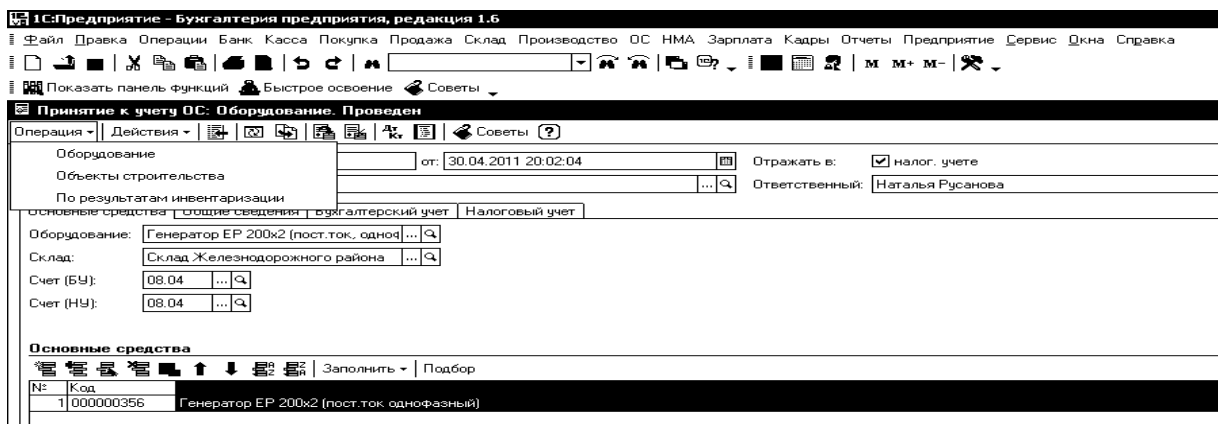 1С:Предприятие - Бухгалтерия предприятия, редакция 1.6
Файл Правка Операции Банк Касса Покупка Продажа Склад Производство ОС НМА Зарплата Кадры Отчеты Предприятие Сервис Окна Справка
М М+ М-
Показать панель функций Быстрое освоение Советы
Принятие к учету ОС: Оборудование. Проведен
Операция Действия Дт Кт Советы ?
Оборудование
от: 30.04.2011 20:02:04 Отражать в: налог. учете
Объекты строительства
... Ответственный: Наталья Русанова
По результатам инвентаризации
Основные средства Общие сведения Бухгалтерский учет Налоговый учет
Оборудование: Генератор ЕР 200х2 (пост.ток, одноф ...
Склад: Склад Железнодорожного района ...
Счет (БУ): 08.04 ...
Счет (НУ): 08.04 ...
Основные средства
Заполнить Подбор
№ Код
1 000000356 Генератор ЕР 200х2 (пост.ток однофазный)